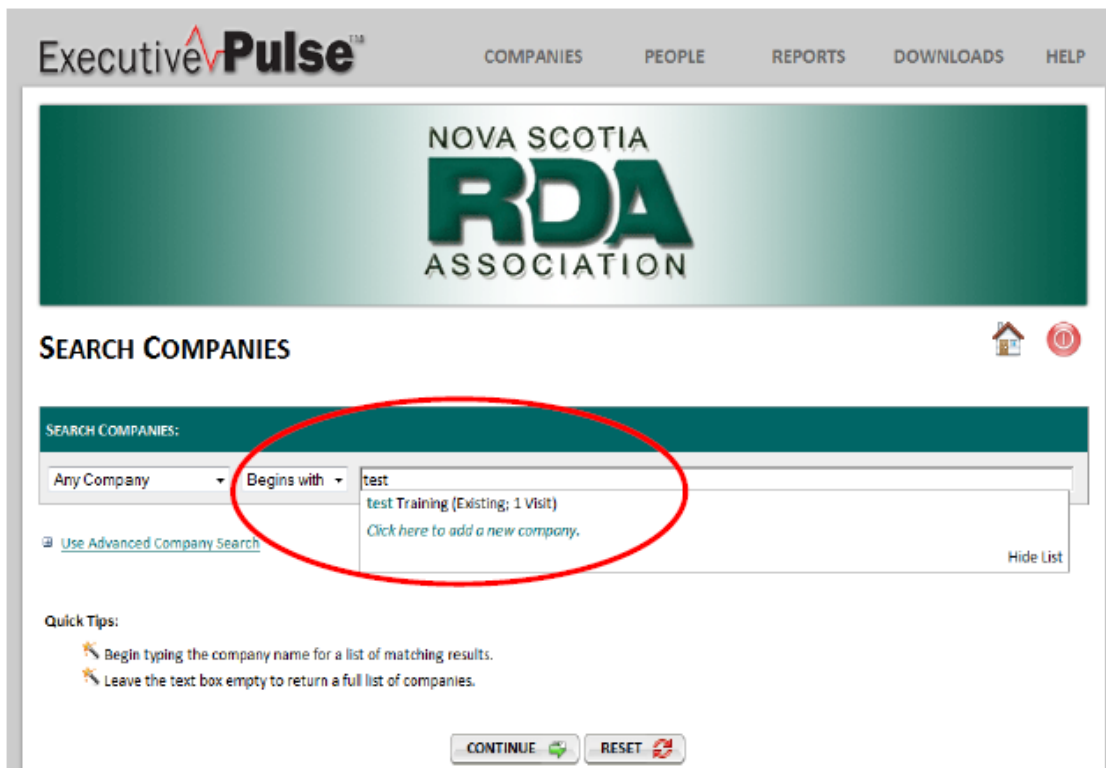 Executive Pulse™ COMPANIES PEOPLE REPORTS DOWNLOADS HELP
NOVA SCOTIA
RDA
ASSOCIATION
SEARCH COMPANIES
SEARCH COMPANIES:
Any Company Begins with test
test Training (Existing; 1 Visit)
Click here to add a new company.
Use Advanced Company Search
Hide List
Quick Tips:
Begin typing the company name for a list of matching results.
Leave the text box empty to return a full list of companies.
CONTINUE RESET